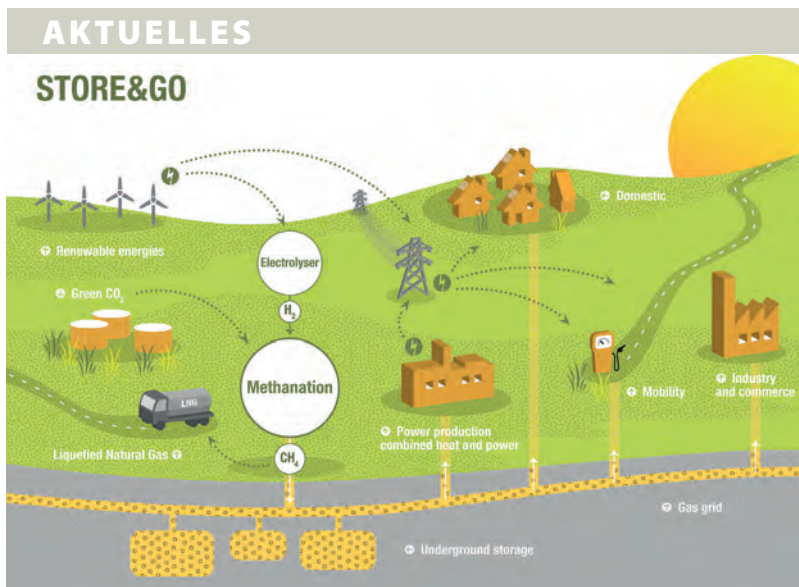 AKTUELLES
STORE&GO
Domestic
Renewable energies
Electrolyser
Green CO₂
H₂
Methanation
LNG
Industry
and commerce
Mobility
Power production
combined heat and power
Liquefied Natural Gas
CH₄
Gas grid
Underground storage